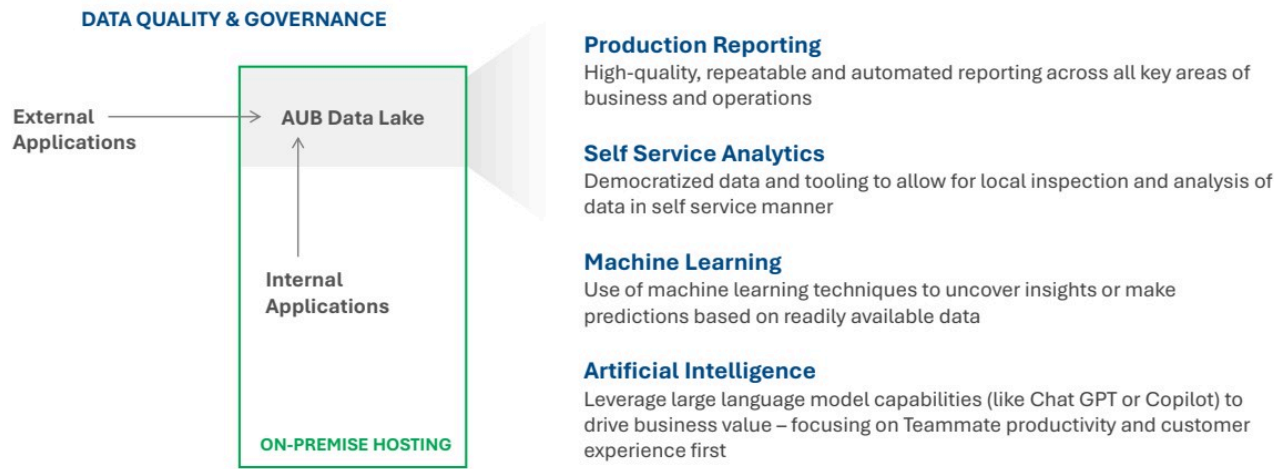 DATA QUALITY & GOVERNANCE
External
Applications
AUB Data Lake
Internal
Applications
ON-PREMISE HOSTING
Production Reporting
High-quality, repeatable and automated reporting across all key areas of
business and operations
Self Service Analytics
Democratized data and tooling to allow for local inspection and analysis of
data in self service manner
Machine Learning
Use of machine learning techniques to uncover insights or make
predictions based on readily available data
Artificial Intelligence
Leverage large language model capabilities (like Chat GPT or Copilot) to
drive business value – focusing on Teammate productivity and customer
experience first